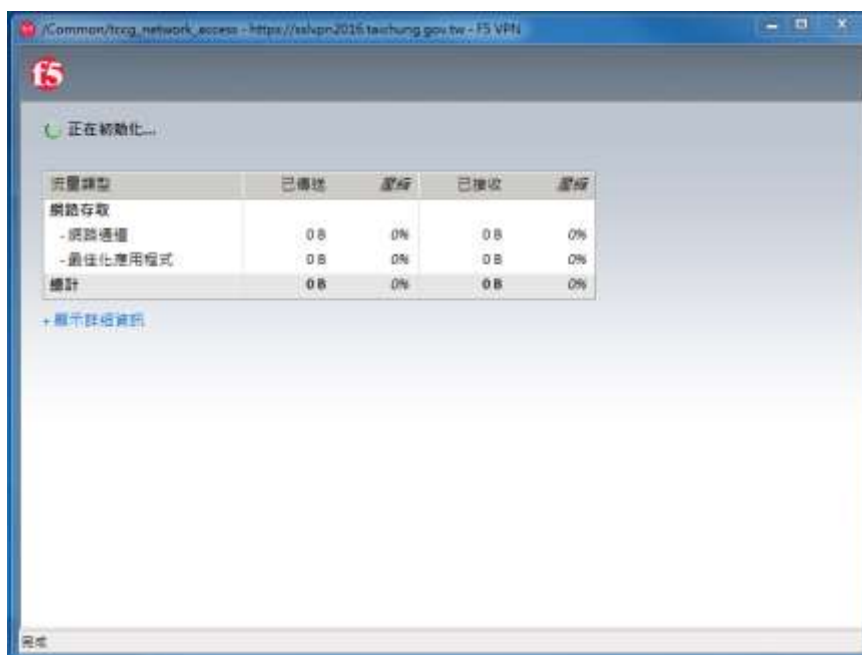 /Common/tccg_network_access - https://sslvpn2016.taichung.gov.tw - F5 VPN
f5
正在初始化...
流量類型 已傳送 壓縮 已接收 壓縮
網路存取
- 網路通道 0 B 0% 0 B 0%
- 最佳化應用程式 0 B 0% 0 B 0%
總計 0 B 0% 0 B 0%
+ 顯示詳細資訊
完成